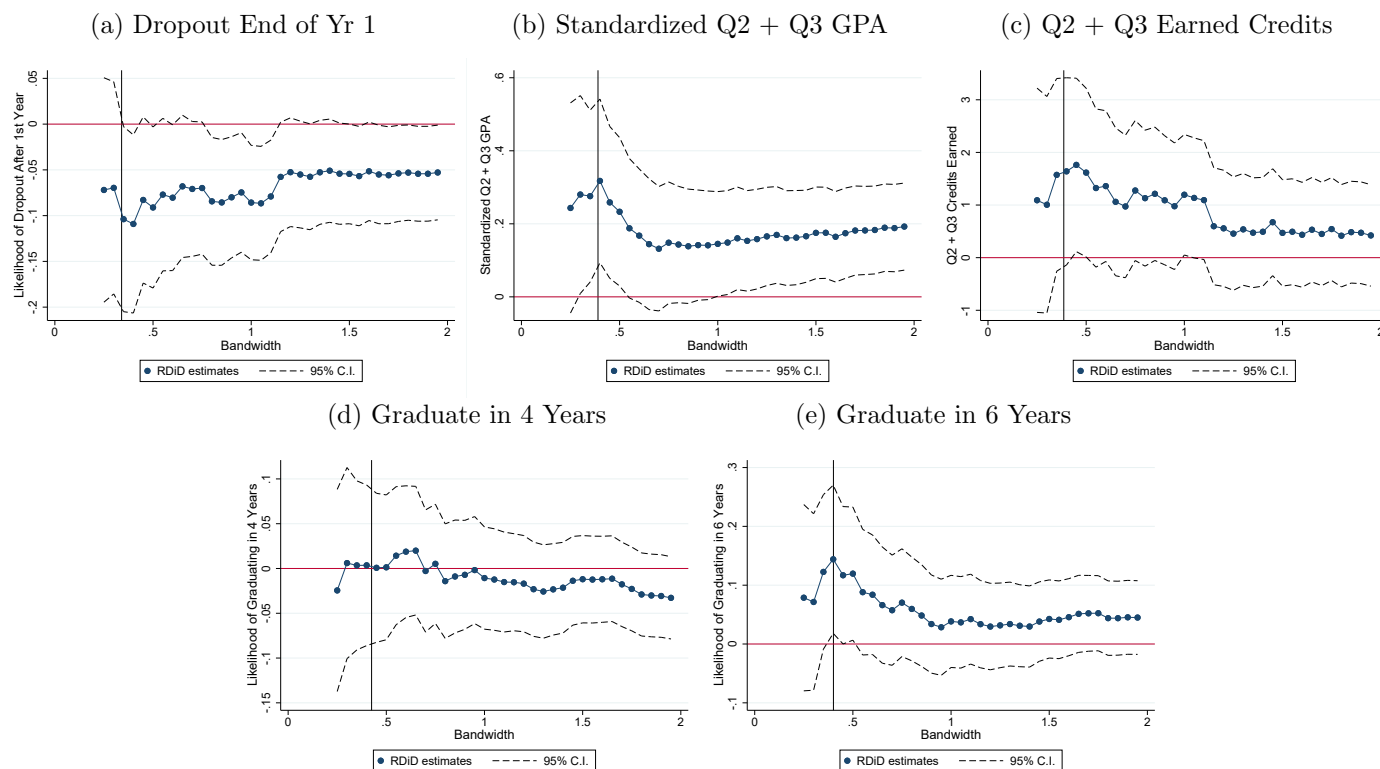 (a) Dropout End of Yr 1
Likelihood of Dropout After 1st Year
.05
0
-.05
-.1
-.15
-.2
0
.5
1
1.5
2
Bandwidth
RDiD estimates
95% C.I.
(b) Standardized Q2 + Q3 GPA
Standardized Q2 + Q3 GPA
.6
.4
.2
0
0
.5
1
1.5
2
Bandwidth
RDiD estimates
95% C.I.
(c) Q2 + Q3 Earned Credits
Q2 + Q3 Credits Earned
3
2
1
0
-1
0
.5
1
1.5
2
Bandwidth
RDiD estimates
95% C.I.
(d) Graduate in 4 Years
Likelihood of Graduating in 4 Years
.1
.05
0
-.05
-.1
-.15
0
.5
1
1.5
2
Bandwidth
RDiD estimates
95% C.I.
(e) Graduate in 6 Years
Likelihood of Graduating in 6 Years
.3
.2
.1
0
-.1
0
.5
1
1.5
2
Bandwidth
RDiD estimates
95% C.I.